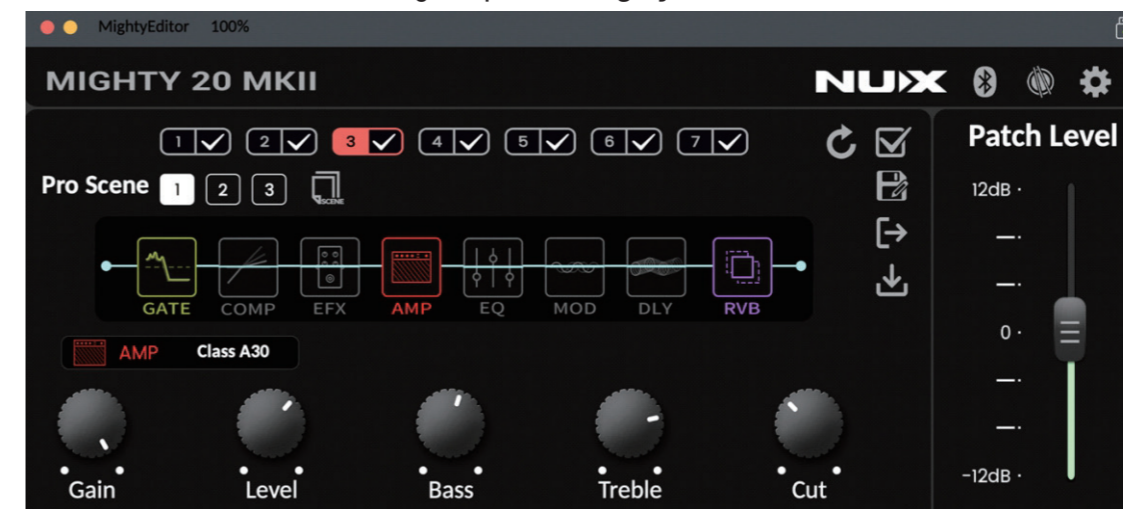 MightyEditor 100%
MIGHTY 20 MKII
NUX
1 2 3 4 5 6 7
Pro Scene 1 2 3
SCENE
GATE COMP EFX AMP EQ MOD DLY RVB
AMP Class A30
Gain Level Bass Treble Cut
Patch Level
12dB
0
-12dB